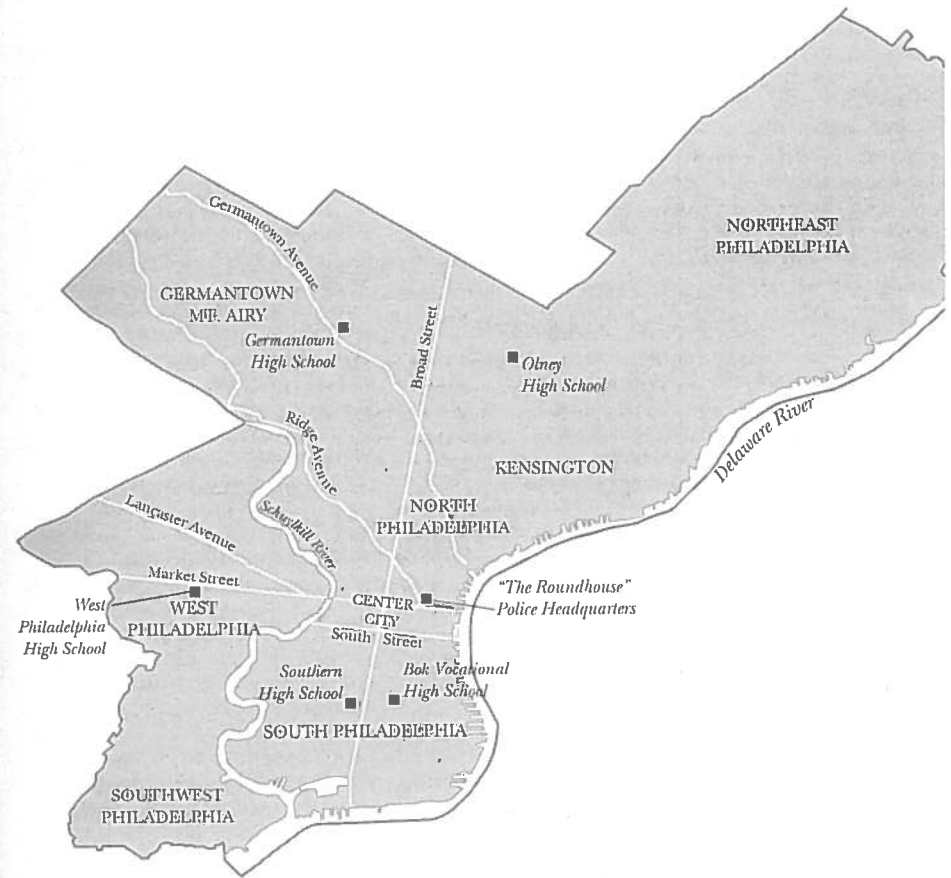 Germantown Avenue
NORTHEAST
PHILADELPHIA
GERMANTOWN
MT. AIRY
Germantown
High School
Broad Street
Olney
High School
Delaware River
Ridge Avenue
KENSINGTON
Lancaster Avenue
Schuylkill River
NORTH
PHILADELPHIA
Market Street
"The Roundhouse"
Police Headquarters
West
Philadelphia
High School
WEST
PHILADELPHIA
CENTER
CITY
South Street
Southern
High School
Bok Vocational
High School
SOUTH PHILADELPHIA
SOUTHWEST
PHILADELPHIA